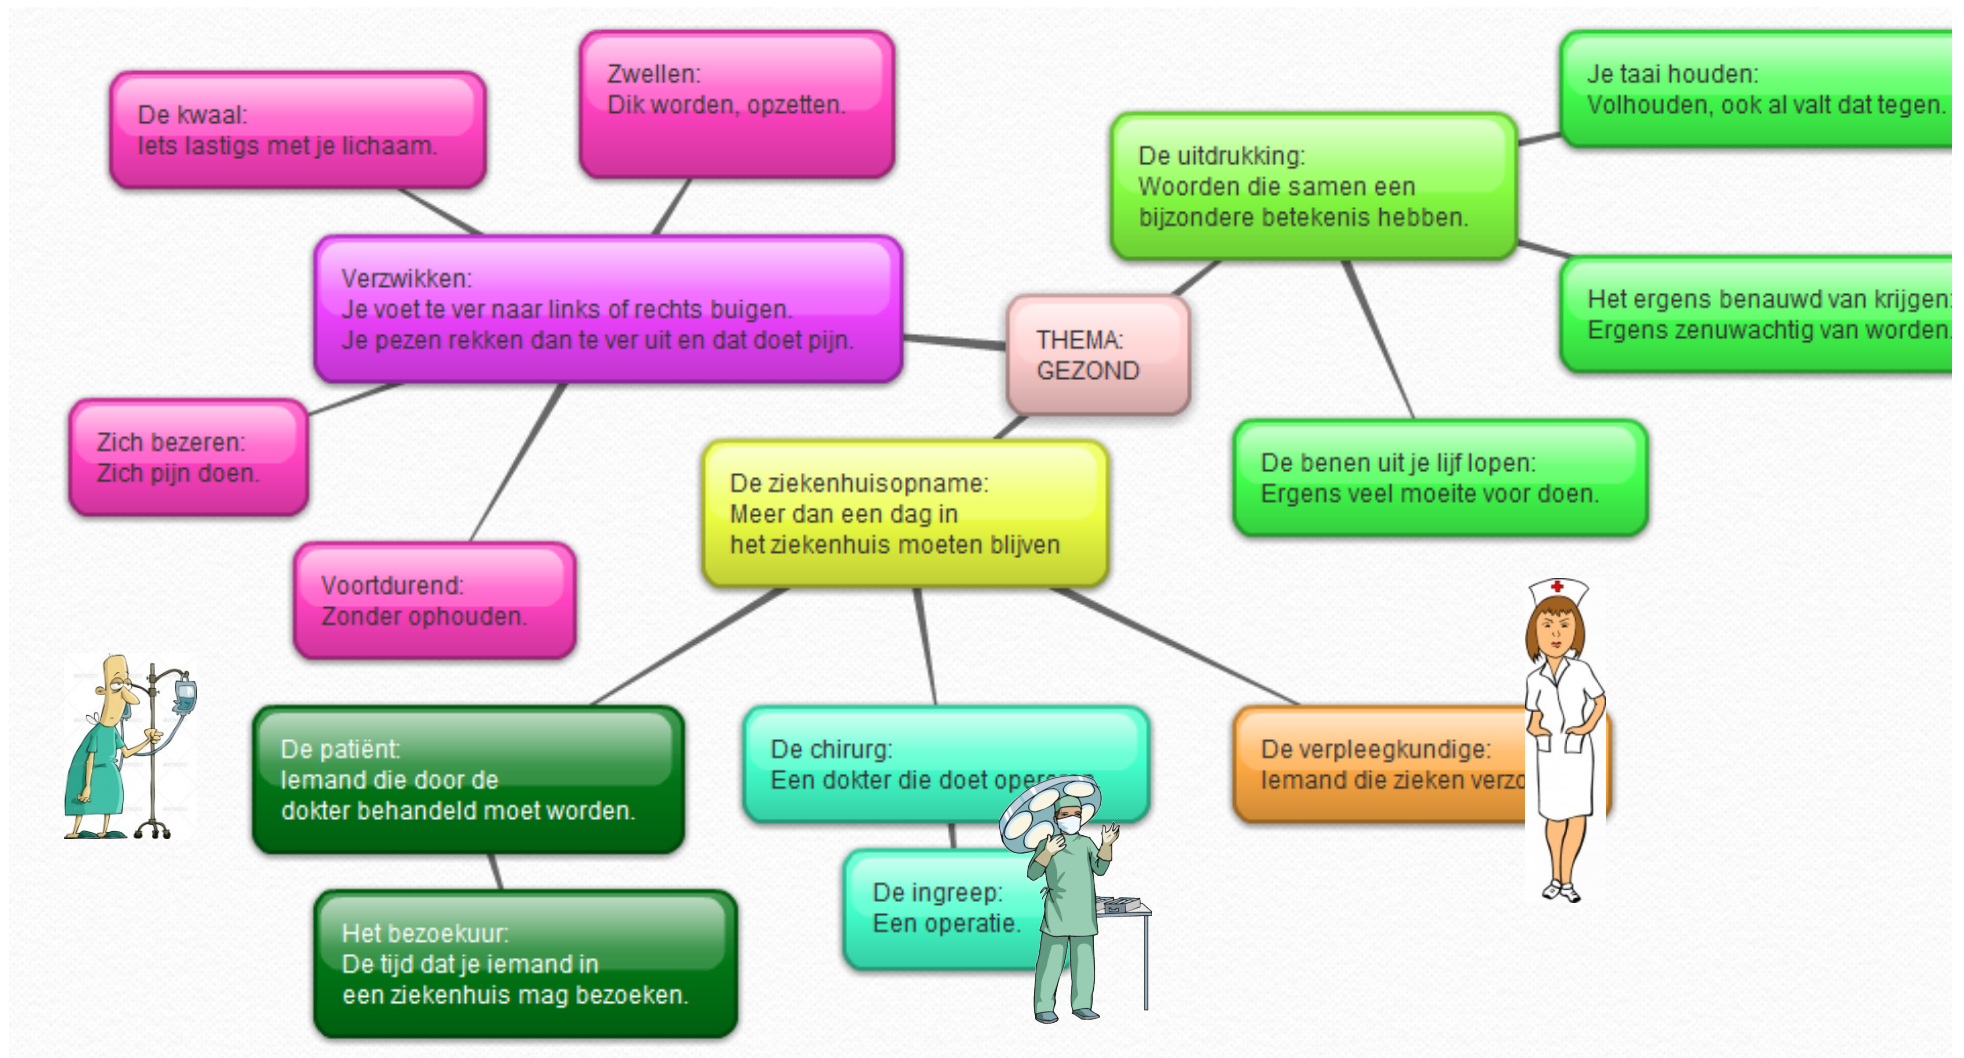 De kwaal:
Iets lastigs met je lichaam.
Zwellen:
Dik worden, opzetten.
Je taai houden:
Volhouden, ook al valt dat tegen.
De uitdrukking:
Woorden die samen een
bijzondere betekenis hebben.
Verzwikken:
Je voet te ver naar links of rechts buigen.
Je pezen rekken dan te ver uit en dat doet pijn.
Het ergens benauwd van krijgen:
Ergens zenuwachtig van worden.
THEMA:
GEZOND
Zich bezeren:
Zich pijn doen.
De ziekenhuisopname:
Meer dan een dag in
het ziekenhuis moeten blijven
De benen uit je lijf lopen:
Ergens veel moeite voor doen.
Voortdurend:
Zonder ophouden.
De patiënt:
Iemand die door de
dokter behandeld moet worden.
De chirurg:
Een dokter die doet
De verpleegkundige:
Iemand die zieken
Het bezoekuur:
De tijd dat je iemand in
een ziekenhuis mag bezoeken.
De ingreep:
Een operatie.